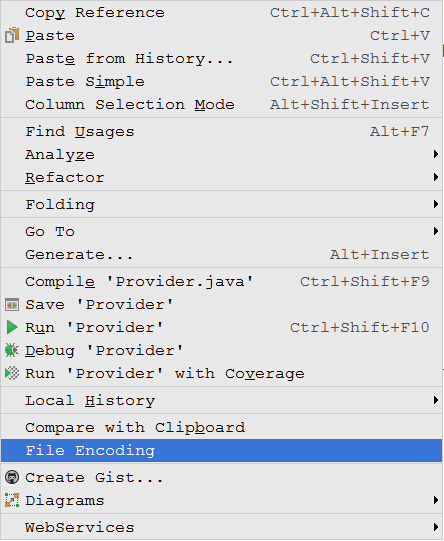 Copy Reference Ctrl+Alt+Shift+C
Paste Ctrl+V
Paste from History... Ctrl+Shift+V
Paste Simple Ctrl+Alt+Shift+V
Column Selection Mode Alt+Shift+Insert
Find Usages Alt+F7
Analyze
Refactor
Folding
Go To
Generate... Alt+Insert
Compile 'Provider.java' Ctrl+Shift+F9
Save 'Provider'
Run 'Provider' Ctrl+Shift+F10
Debug 'Provider'
Run 'Provider' with Coverage
Local History
Compare with Clipboard
File Encoding
Create Gist...
Diagrams
WebServices